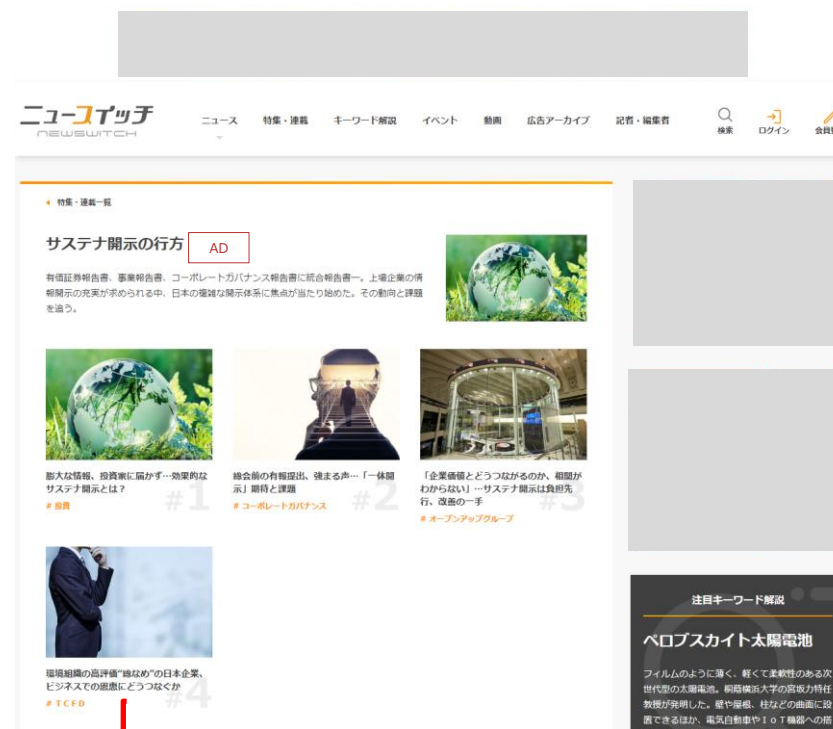 ニュースイッチ
NEWSWITCH
ニュース 特集・連載 キーワード解説 イベント 動画 広告アーカイブ 記者・編集者 検索 ログイン
特集・連載一覧
サステナ開示の行方
AD
有価証券報告書、事業報告書、コーポレートガバナンス報告書に統合報告書―。上場企業の情
報開示の充実が求められる中、日本の複雑な開示体系に焦点が当たり始めた。その動向と課題
を追う。
膨大な情報、投資家に届かず…効果的な
サステナ開示とは？
#1
# 投資
総会前の有報提出、強まる声…「一体開
示」期待と課題
#2
# コーポレートガバナンス
「企業価値とどうつながるのか、相関が
わからない」…サステナ開示は負担先
行、改善の一手
#3
# オープンアップグループ
環境組織の高評価“総なめ”の日本企業、
ビジネスでの恩恵にどうつなぐか
#4
# TCFD
注目キーワード解説
ペロブスカイト太陽電池
フィルムのように薄く、軽くて柔軟性のある次
世代型の太陽電池。桐蔭横浜大学の宮坂力特任
教授が発明した。壁や屋根、柱などの曲面に設
置できるほか、電気自動車やIoT機器への搭